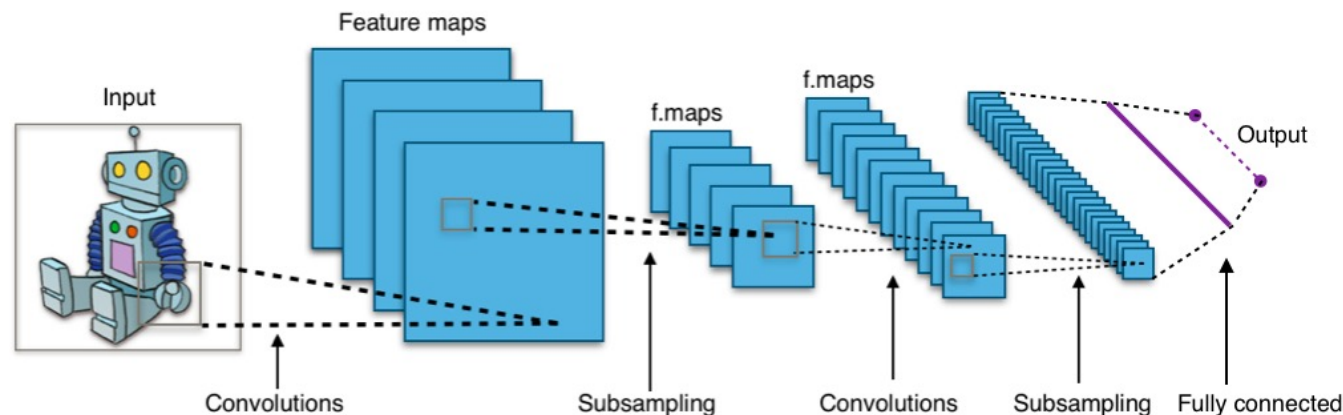 Feature maps
f.maps
f.maps
Input
Output
Convolutions
Subsampling
Convolutions
Subsampling
Fully connected